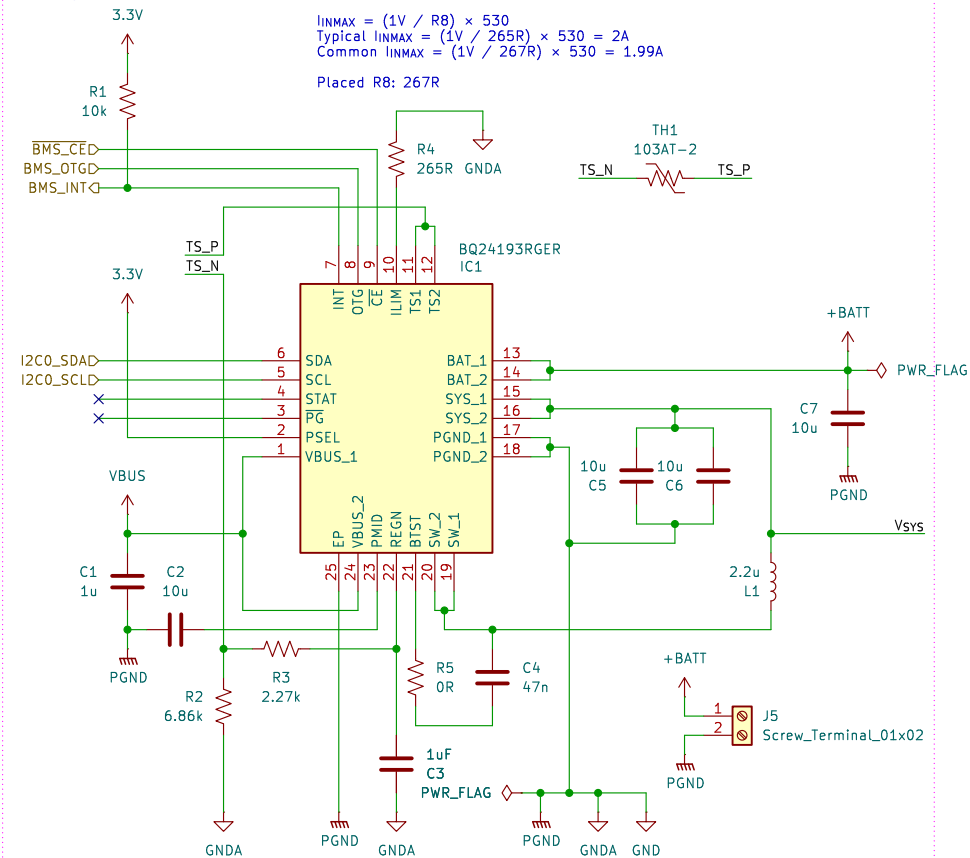 IINMAX = (1V / R8) × 530
Typical IINMAX = (1V / 265R) × 530 = 2A
Common IINMAX = (1V / 267R) × 530 = 1.99A
Placed R8: 267R
3.3V
R1
10k
BMS_CE
BMS_OTG
BMS_INT
R4
265R
GNDA
TH1
103AT-2
TS_N
TS_P
TS_P
TS_N
BQ24193RGER
IC1
7
8
9
10
11
12
INT
OTG
CE
ILIM
TS1
TS2
3.3V
I2C0_SDA
I2C0_SCL
6
5
4
3
2
1
SDA
SCL
STAT
PG
PSEL
VBUS_1
BAT_1
BAT_2
SYS_1
SYS_2
PGND_1
PGND_2
13
14
15
16
17
18
+BATT
PWR_FLAG
C7
10u
PGND
10u
C5
10u
C6
VSYS
2.2u
L1
VBUS
C1
1u
C2
10u
PGND
EP
VBUS_2
PMID
REGN
BTST
SW_2
SW_1
25
24
23
22
21
20
19
R3
2.27k
R2
6.86k
R5
0R
C4
47n
1uF
C3
PWR_FLAG
GNDA
PGND
GNDA
PGND
GNDA
GND
+BATT
1
2
J5
Screw_Terminal_01x02
PGND